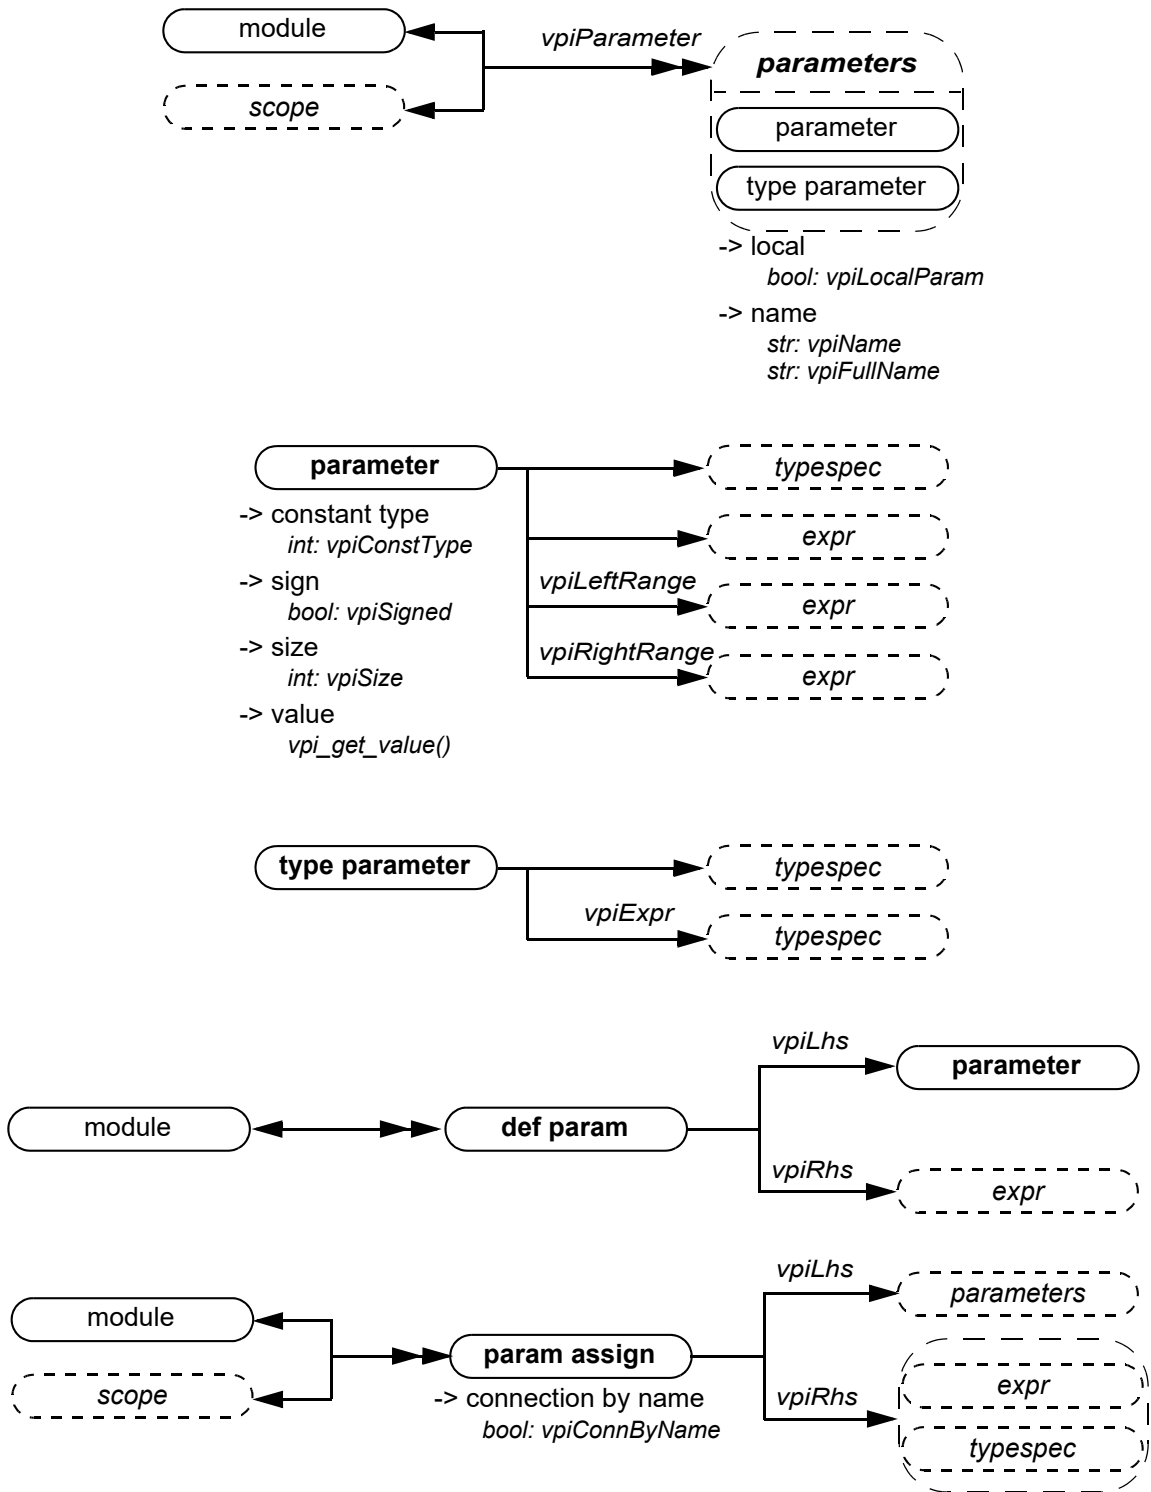 module
vpiParameter
parameters
scope
parameter
type parameter
-> local
bool: vpiLocalParam
-> name
str: vpiName
str: vpiFullName
parameter
typespec
-> constant type
int: vpiConstType
expr
-> sign
bool: vpiSigned
vpiLeftRange
expr
-> size
int: vpiSize
vpiRightRange
expr
-> value
vpi_get_value()
type parameter
typespec
vpiExpr
typespec
vpiLhs
parameter
module
def param
vpiRhs
expr
vpiLhs
parameters
module
param assign
scope
-> connection by name
bool: vpiConnByName
vpiRhs
expr
typespec